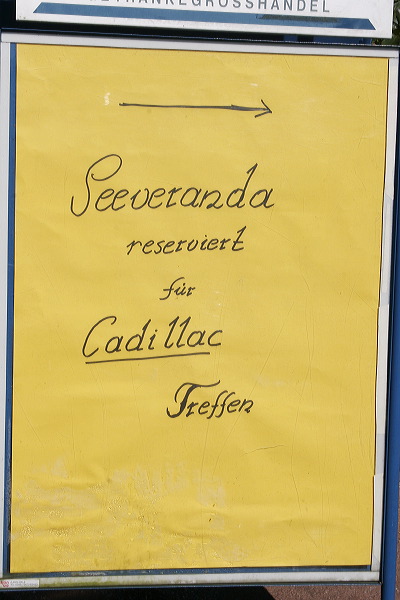 Seeveranda
reserviert
für
Cadillac
Treffen